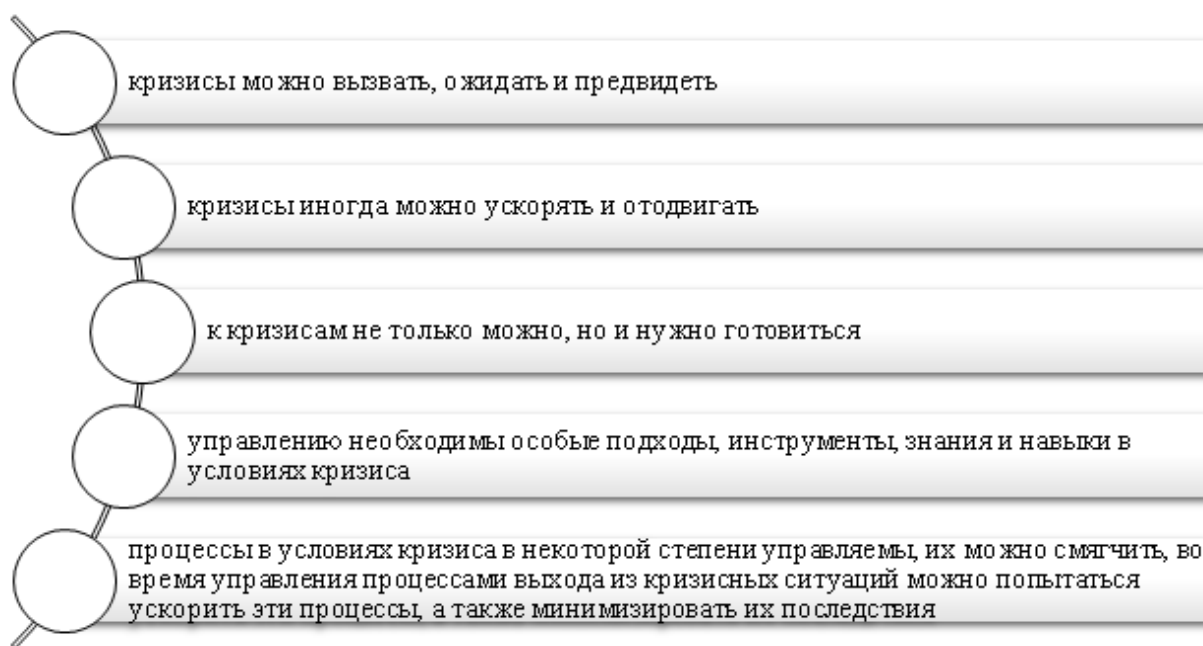 кризисы можно вызвать, ожидать и предвидеть
кризисы иногда можно ускорять и отодвигать
к кризисам не только можно, но и нужно готовиться
управлению необходимы особые подходы, инструменты, знания и навыки в
условиях кризиса
процессы в условиях кризиса в некоторой степени управляемы, их можно смягчить, во
время управления процессами выхода из кризисных ситуаций можно попытаться
ускорить эти процессы, а также минимизировать их последствия